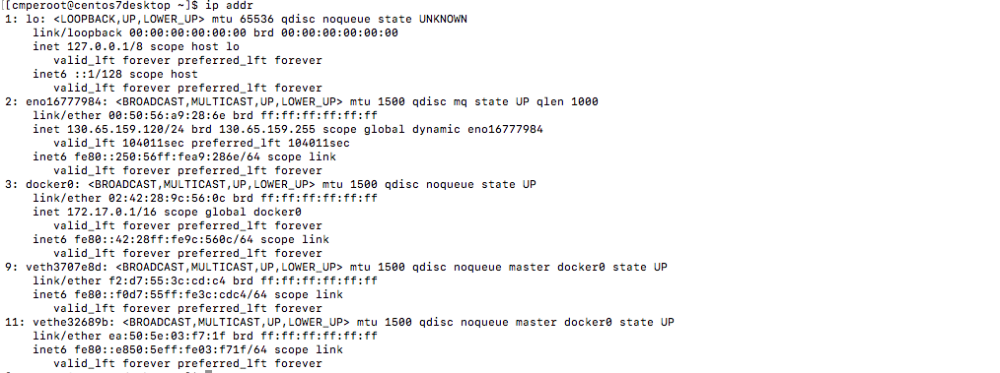 [[cmperoot@centos7desktop ~]$ ip addr
1: lo: <LOOPBACK,UP,LOWER_UP> mtu 65536 qdisc noqueue state UNKNOWN
link/loopback 00:00:00:00:00:00 brd 00:00:00:00:00:00
inet 127.0.0.1/8 scope host lo
valid_lft forever preferred_lft forever
inet6 ::1/128 scope host
valid_lft forever preferred_lft forever
2: eno16777984: <BROADCAST,MULTICAST,UP,LOWER_UP> mtu 1500 qdisc mq state UP qlen 1000
link/ether 00:50:56:a9:28:6e brd ff:ff:ff:ff:ff:ff
inet 130.65.159.120/24 brd 130.65.159.255 scope global dynamic eno16777984
valid_lft 104011sec preferred_lft 104011sec
inet6 fe80::250:56ff:fea9:286e/64 scope link
valid_lft forever preferred_lft forever
3: docker0: <BROADCAST,MULTICAST,UP,LOWER_UP> mtu 1500 qdisc noqueue state UP
link/ether 02:42:28:9c:56:0c brd ff:ff:ff:ff:ff:ff
inet 172.17.0.1/16 scope global docker0
valid_lft forever preferred_lft forever
inet6 fe80::42:28ff:fe9c:560c/64 scope link
valid_lft forever preferred_lft forever
9: veth3707e8d: <BROADCAST,MULTICAST,UP,LOWER_UP> mtu 1500 qdisc noqueue master docker0 state UP
link/ether f2:d7:55:3c:cd:c4 brd ff:ff:ff:ff:ff:ff
inet6 fe80::f0d7:55ff:fe3c:cdc4/64 scope link
valid_lft forever preferred_lft forever
11: vethe32689b: <BROADCAST,MULTICAST,UP,LOWER_UP> mtu 1500 qdisc noqueue master docker0 state UP
link/ether ea:50:5e:03:f7:1f brd ff:ff:ff:ff:ff:ff
inet6 fe80::e850:5eff:fe03:f71f/64 scope link
valid_lft forever preferred_lft forever